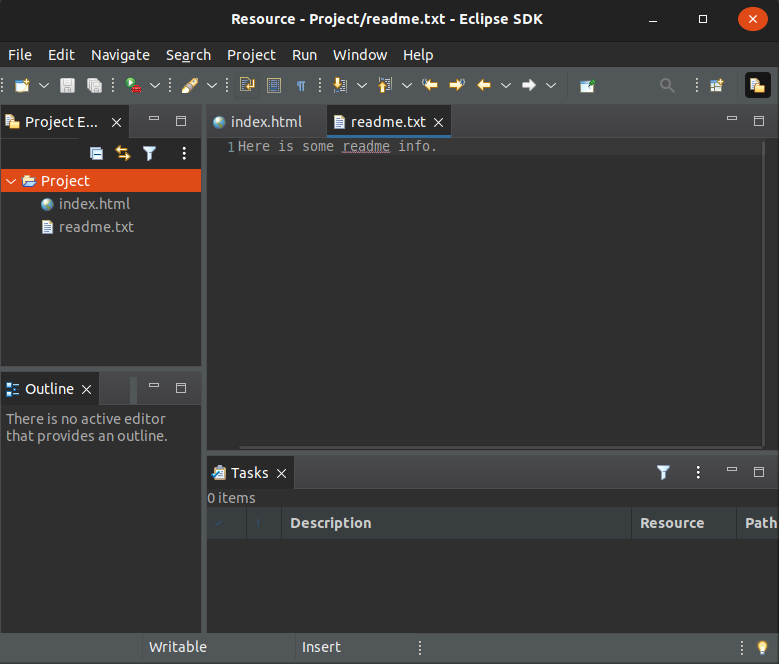 Resource - Project/readme.txt - Eclipse SDK
File Edit Navigate Search Project Run Window Help
Project E...
Project
index.html
readme.txt
index.html readme.txt
1 Here is some readme info.
Outline
There is no active editor
that provides an outline.
Tasks
0 items
Description Resource Path
Writable Insert